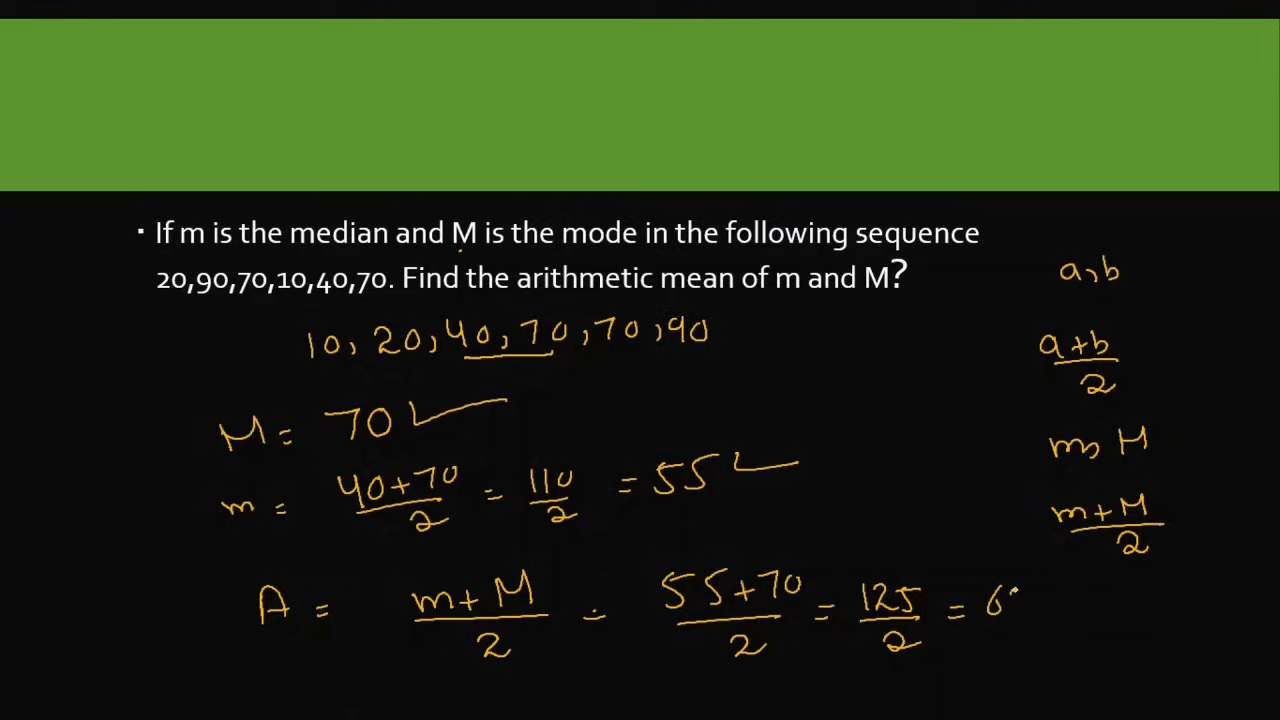 ▪ If m is the median and M is the mode in the following sequence
20,90,70,10,40,70. Find the arithmetic mean of m and M?
a,b
10, 20, 40, 70, 70, 90
a+b
2
M = 70
m, M
m = 40+70 = 110 = 55
2 2
m+M
2
A = m+M = 55+70 = 125 = 6
2 2 2